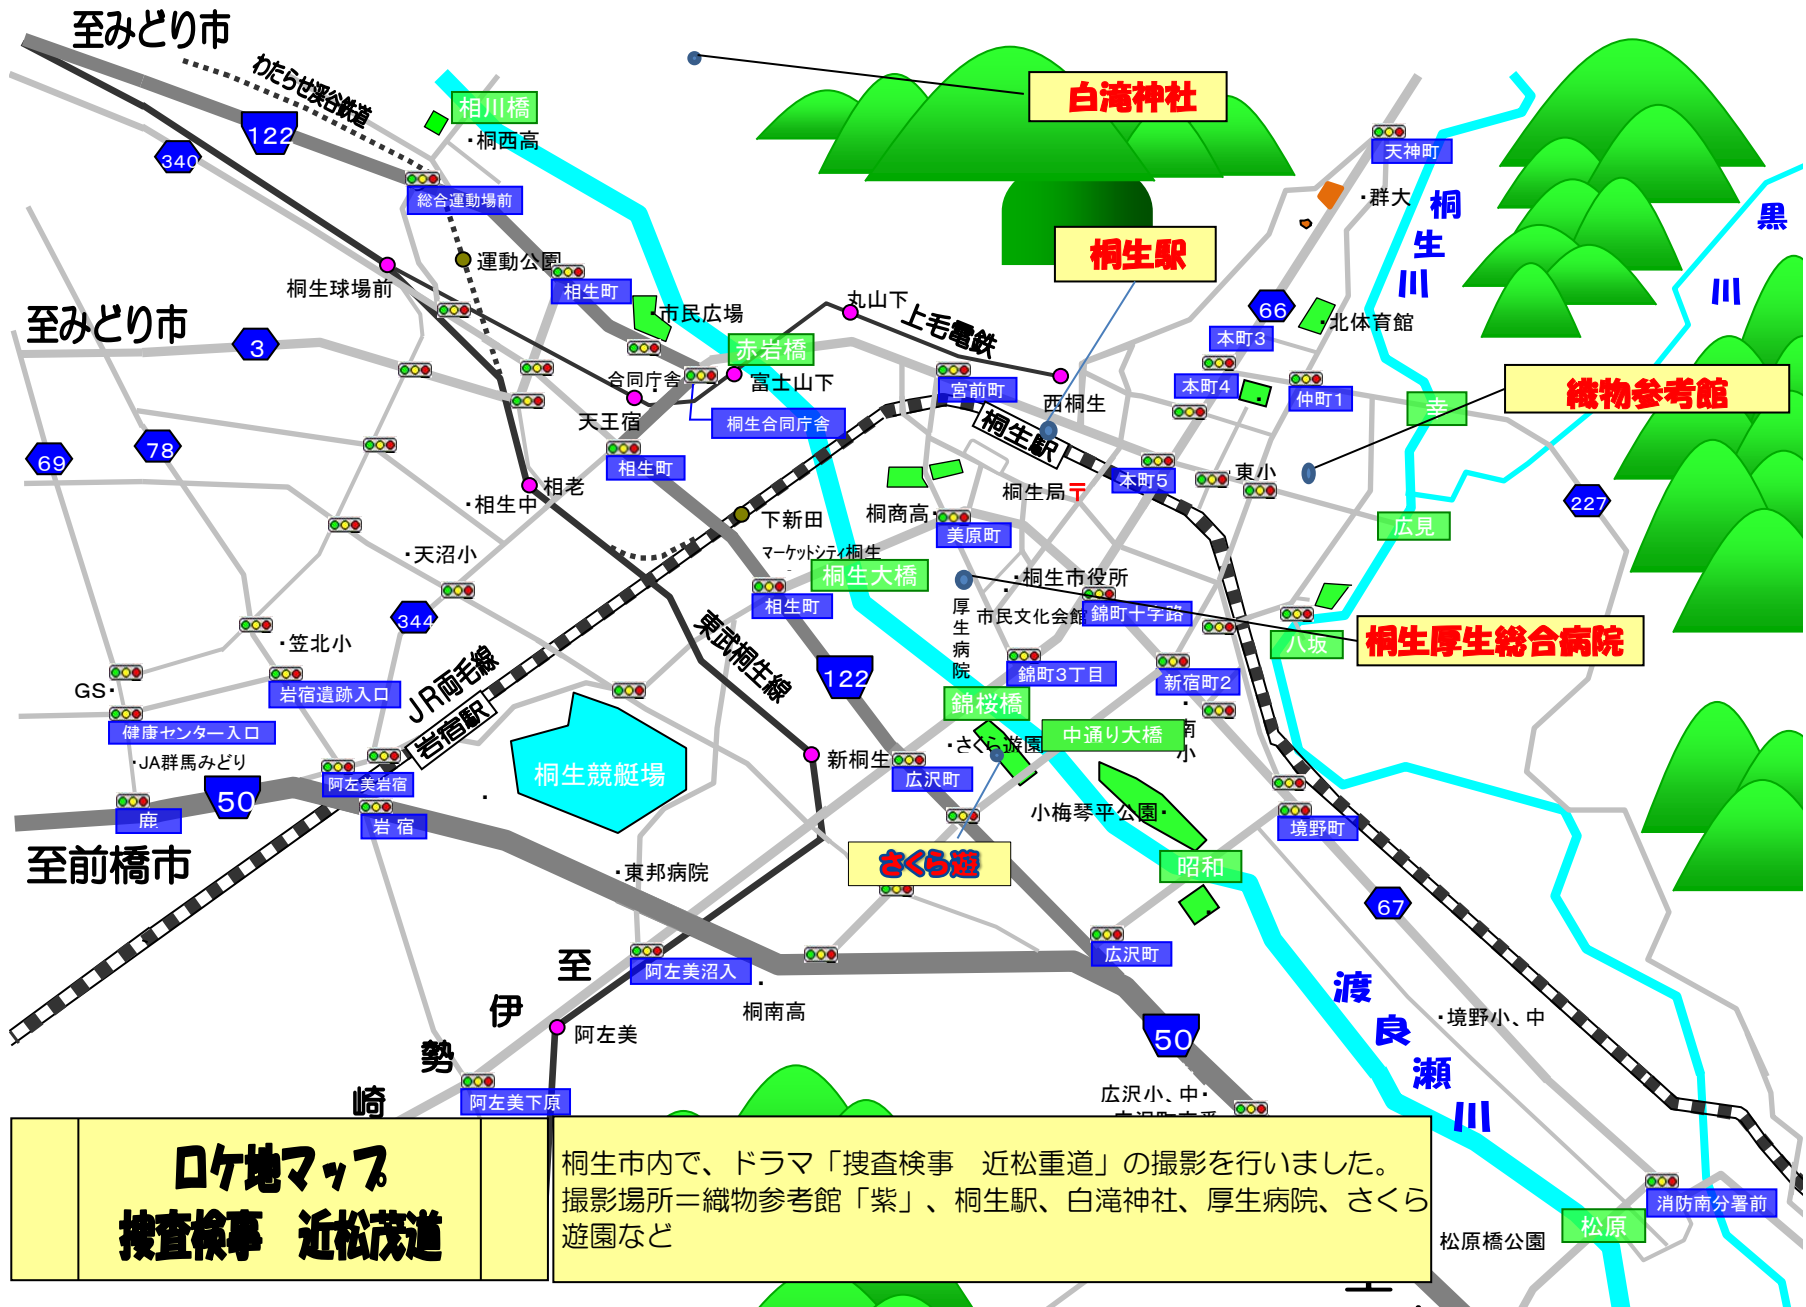 至みどり市
わたらせ渓谷鉄道
122
340
相川橋
・桐西高
総合運動場前
運動公園
桐生球場前
相生町
市民広場
白滝神社
桐生駅
丸山下
上毛電鉄
天神町
・群大
桐生川
黒川
66
・北体育館
本町3
至みどり市
3
赤岩橋
合同庁舎
富士山下
天王宿
桐生合同庁舎
宮前町
西桐生
本町4
仲町1
幸
織物参考館
69
78
相生町
相老
・相生中
下新田
桐生駅
桐生局〒
本町5
東小
227
広見
桐商高・
美原町
マーケットシティ桐生
桐生大橋
・天沼小
344
相生町
・桐生市役所
厚生病院
市民文化会館
錦町十字路
八坂
桐生厚生総合病院
・笠北小
GS・
岩宿遺跡入口
JR両毛線
岩宿駅
東武桐生線
122
錦町3丁目
新宿町2
錦桜橋
中通り大橋
・南小
健康センター入口
・JA群馬みどり
50
鹿
阿左美岩宿
岩宿
桐生競艇場
新桐生
広沢町
・さくら遊園
小梅琴平公園・
境野町
至前橋市
さくら遊
昭和
67
・東邦病院
阿左美沼入
広沢町
桐南高
至伊勢崎
阿左美
50
渡良瀬川
・境野小、中
阿左美下原
広沢小、中・
消防南分署前
松原
松原橋公園
ロケ地マップ
捜査検事　近松茂道
桐生市内で、ドラマ「捜査検事　近松重道」の撮影を行いました。
撮影場所＝織物参考館「紫」、桐生駅、白滝神社、厚生病院、さくら
遊園など